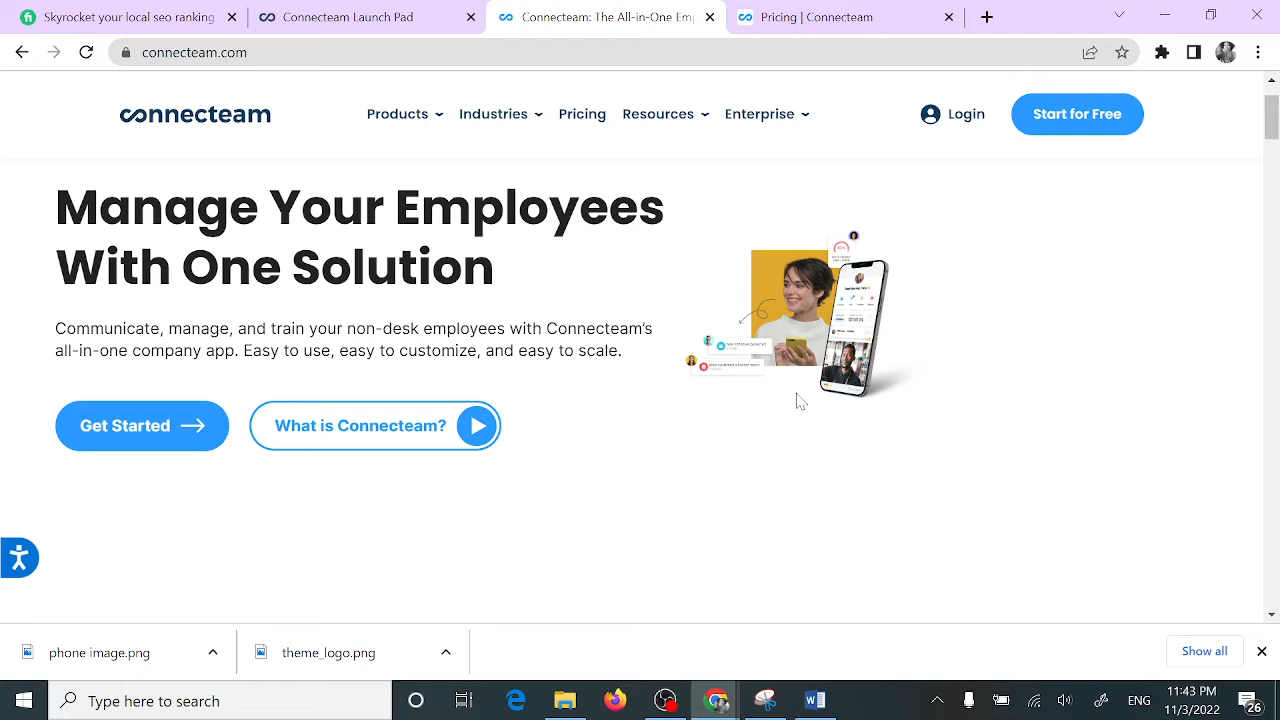 Skyrocket your local seo ranking
Connecteam Launch Pad
Connecteam: The All-in-One Emp
Pricing | Connecteam
connecteam.com
connecteam
Products
Industries
Pricing
Resources
Enterprise
Login
Start for Free
Manage Your Employees
With One Solution
Communicate, manage, and train your non-desk employees with Connecteam's
all-in-one company app. Easy to use, easy to customize, and easy to scale.
Get Started
What is Connecteam?
phone image.png
theme_logo.png
Show all
Type here to search
ENG
11:43 PM
11/3/2022
26